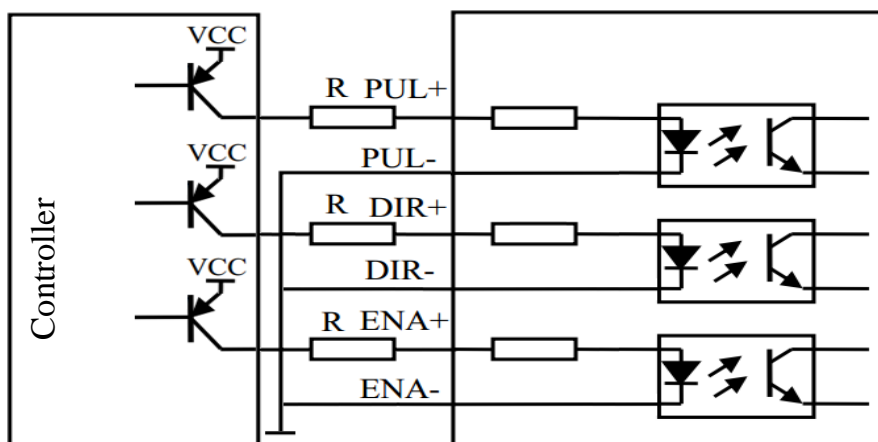 VCC
R PUL+
PUL-
VCC
R DIR+
DIR-
VCC
R ENA+
ENA-
Controller